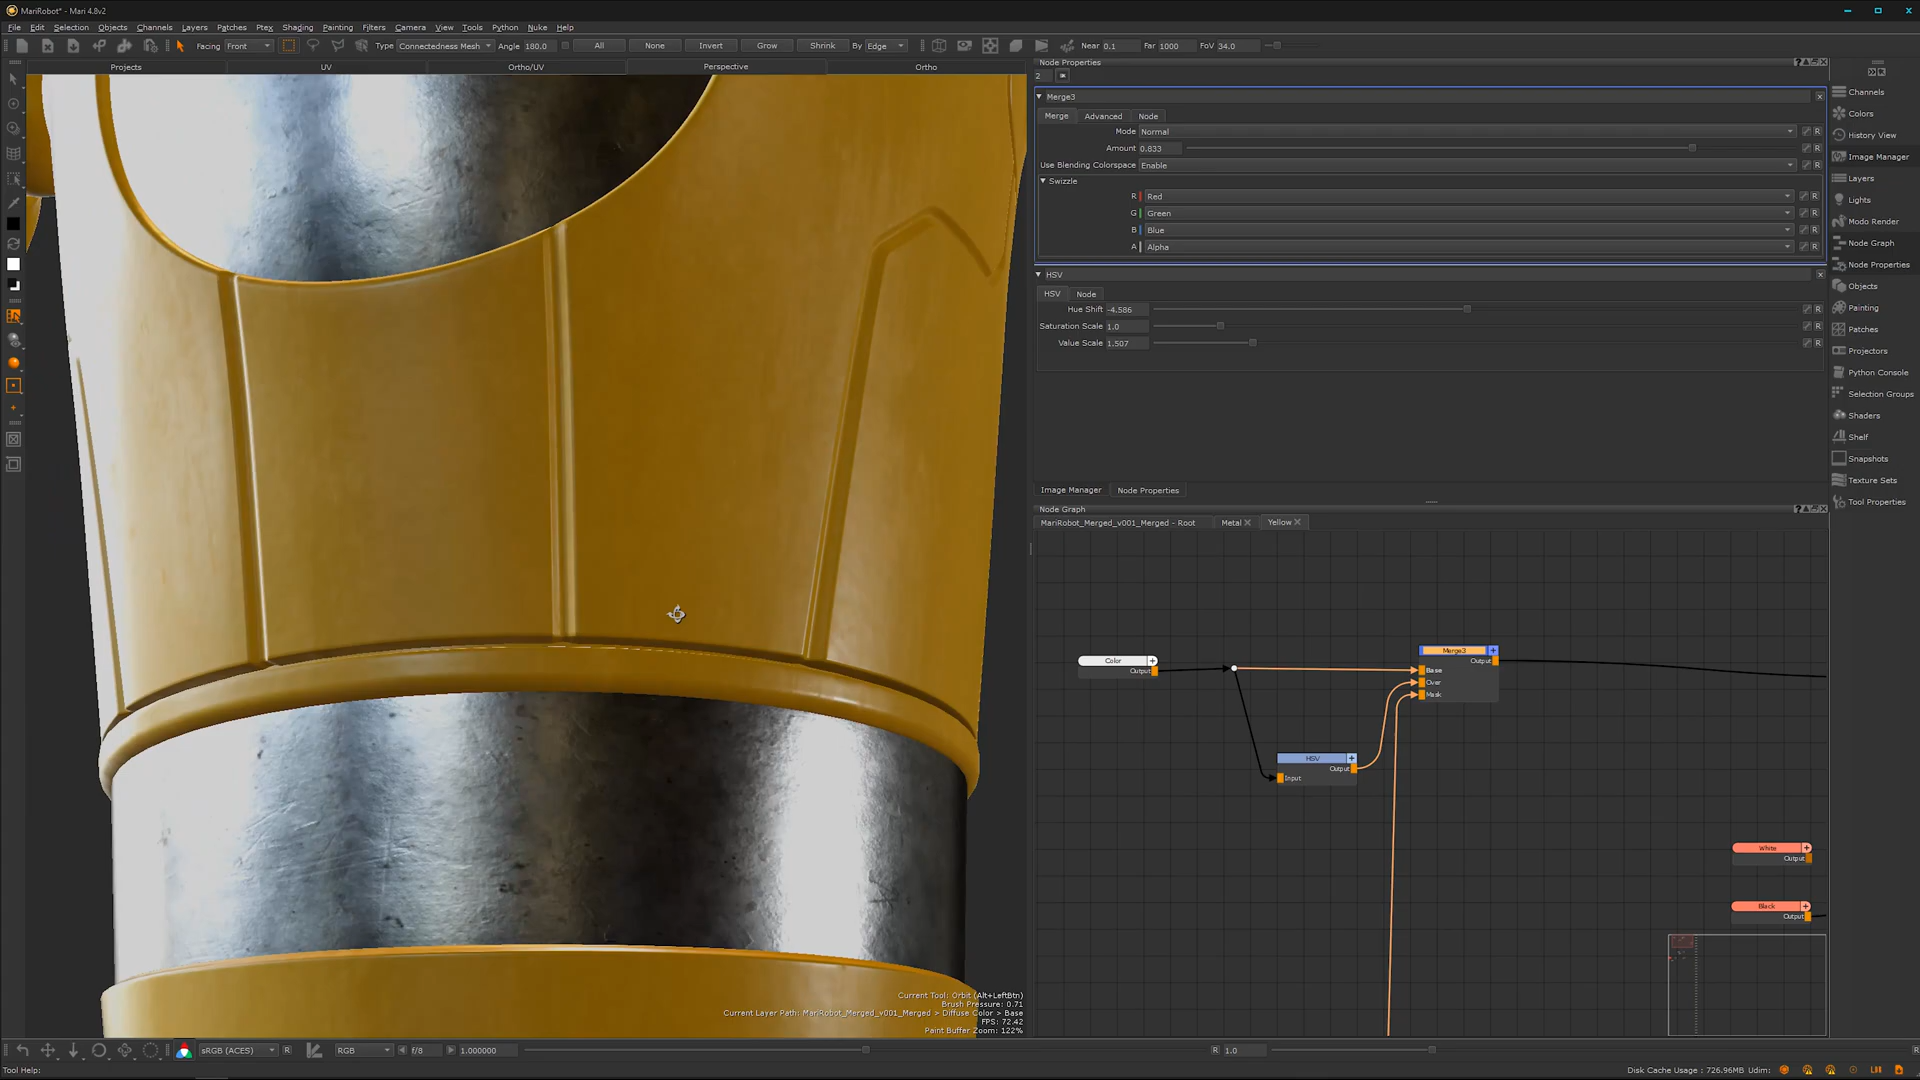 MariRobot* - Mari 4.8v2
File Edit Selection Objects Channels Layers Patches Ptex Shading Painting Filters Camera View Tools Python Nuke Help
Facing Front Type Connectedness Mesh Angle 180.0 All None Invert Grow Shrink By Edge Near 0.1 Far 1000 FoV 34.0
Projects UV Ortho/UV Perspective Ortho
Node Properties
2
Merge3
Merge Advanced Node
Mode Normal
Amount 0.833
Use Blending Colorspace Enable
Swizzle
R Red
G Green
B Blue
A Alpha
HSV
HSV Node
Hue Shift -4.586
Saturation Scale 1.0
Value Scale 1.507
Image Manager Node Properties
Node Graph
MariRobot_Merged_v001_Merged - Root Metal Yellow
Color
Output
Merge3
Output
Base
Over
Mask
HSV
Output
Input
White
Output
Black
Output
Channels
Colors
History View
Image Manager
Layers
Lights
Modo Render
Node Graph
Node Properties
Objects
Painting
Patches
Projectors
Python Console
Selection Groups
Shaders
Shelf
Snapshots
Texture Sets
Tool Properties
Current Tool: Orbit (Alt+LeftBtn)
Brush Pressure: 0.71
Current Layer Path: MariRobot_Merged_v001_Merged > Diffuse Color > Base
FPS: 72.42
Paint Buffer Zoom: 122%
sRGB (ACES) R RGB f/8 1.000000 R 1.0 R
Tool Help:
Disk Cache Usage : 726.96MB Udim: